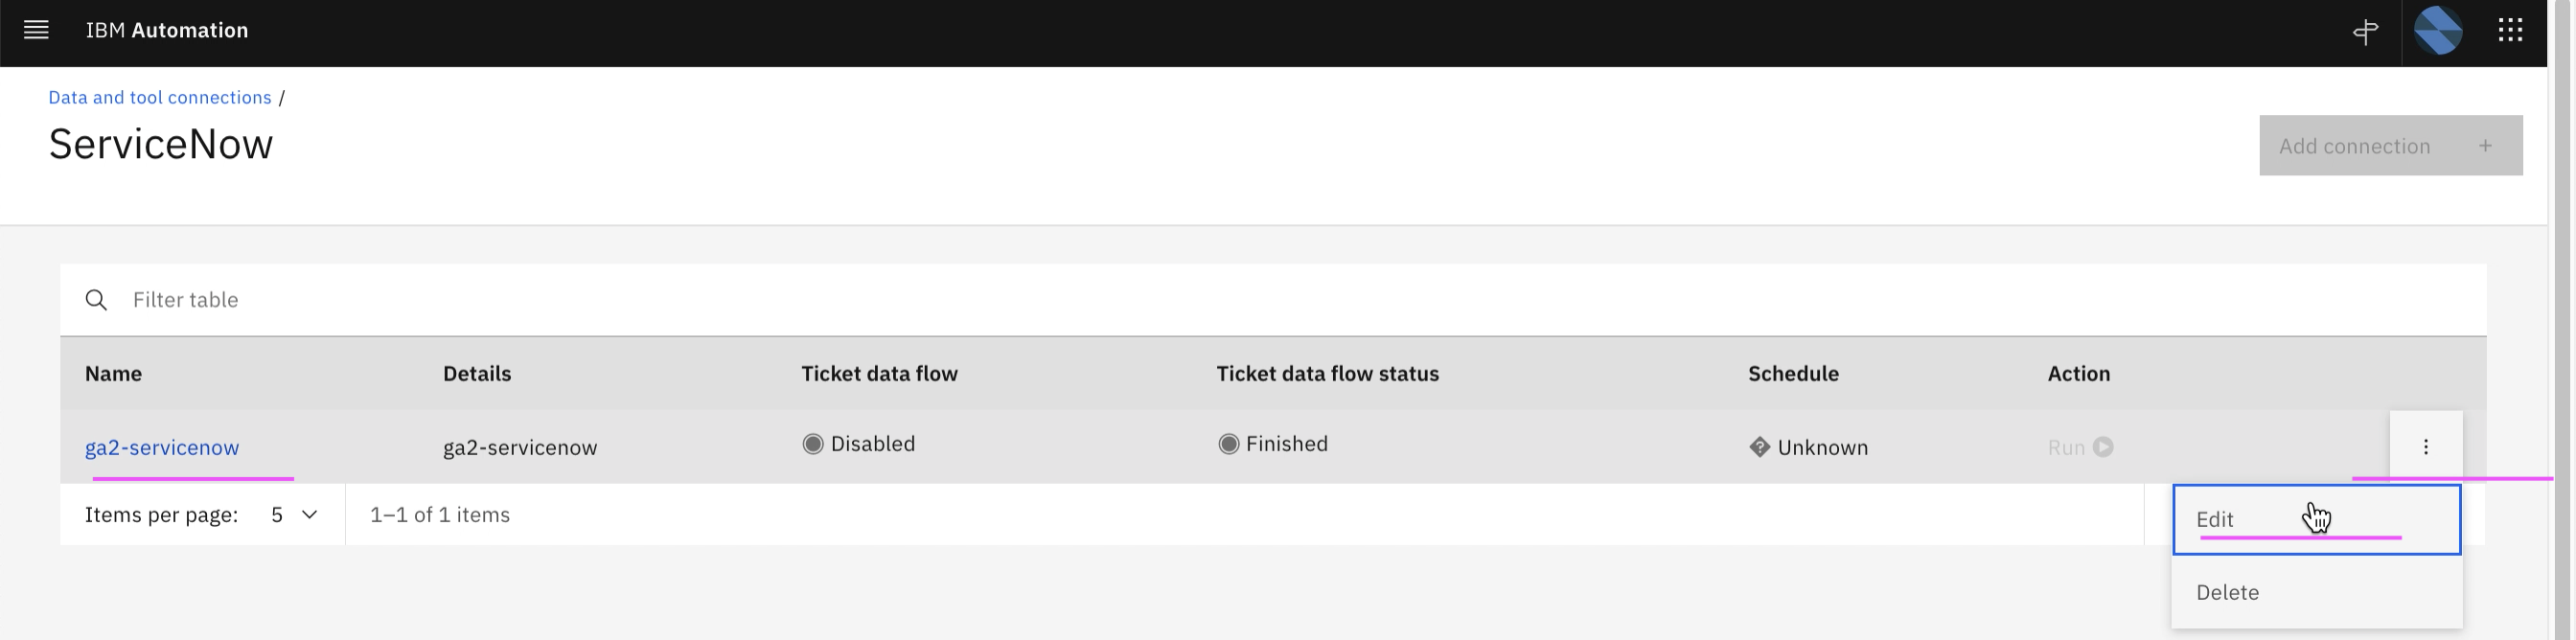 IBM Automation
Data and tool connections /
ServiceNow
Add connection +
Filter table
Name Details Ticket data flow Ticket data flow status Schedule Action
ga2-servicenow ga2-servicenow Disabled Finished Unknown Run
Items per page: 5 1–1 of 1 items
Edit
Delete